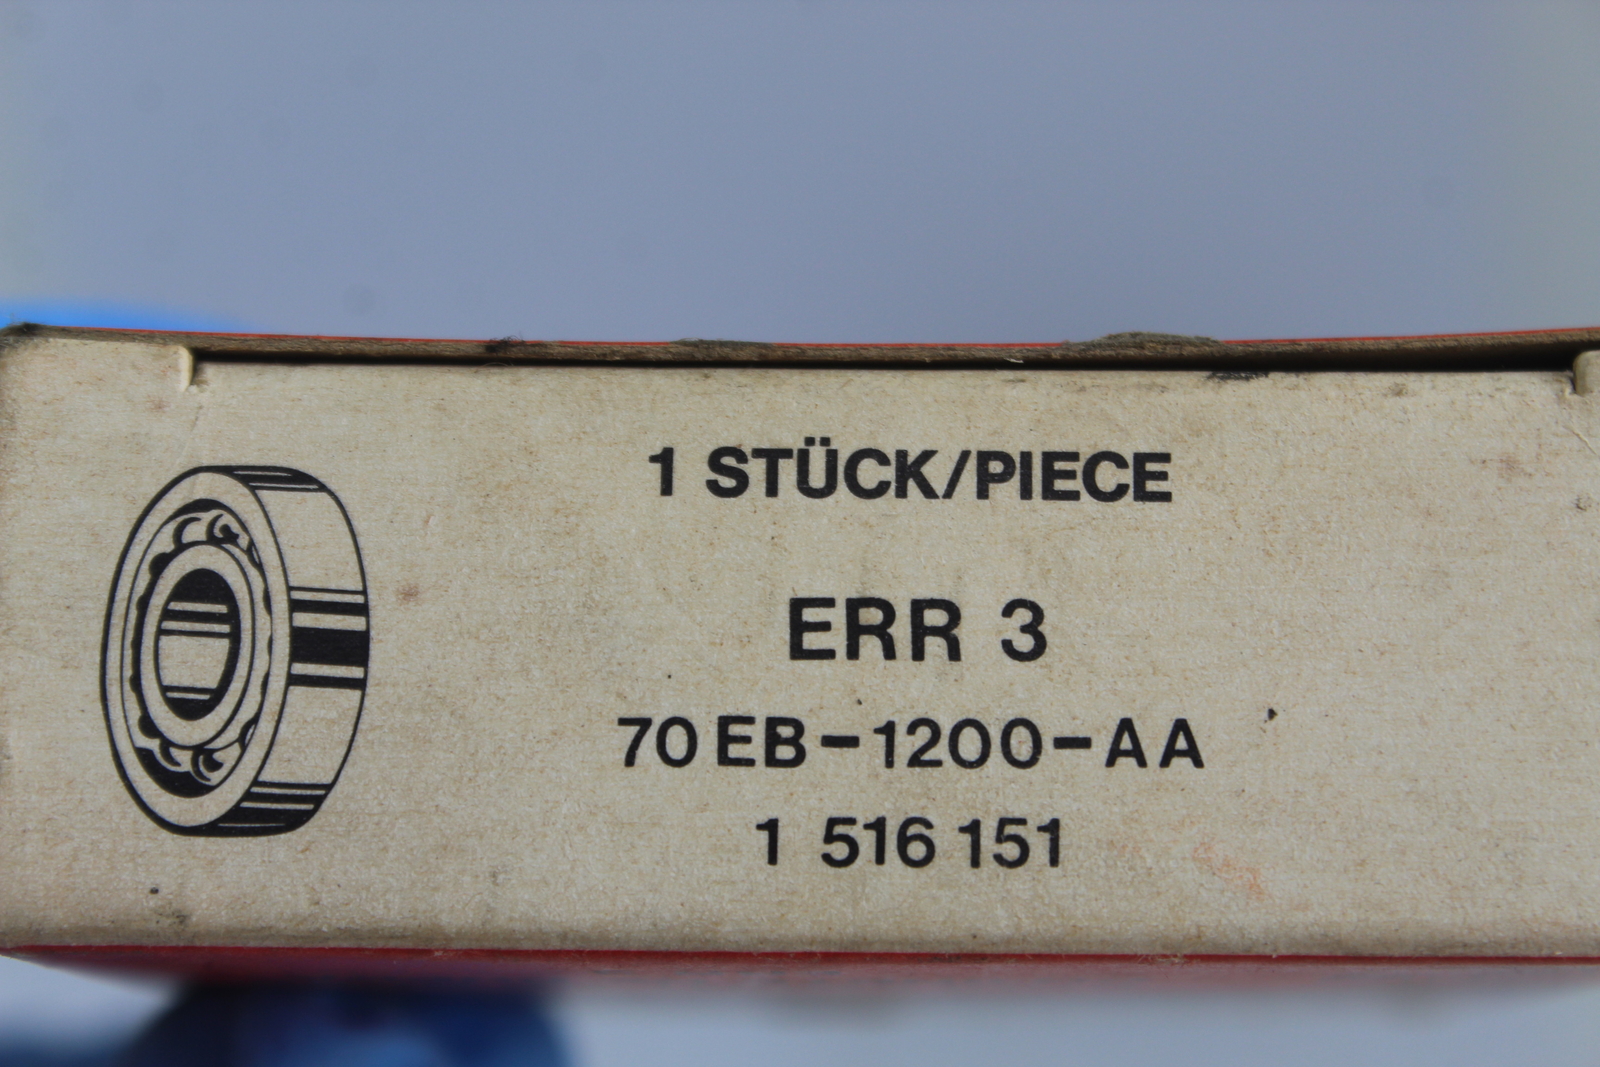 1 STÜCK/PIECE
ERR 3
70 EB-1200-AA
1 516 151